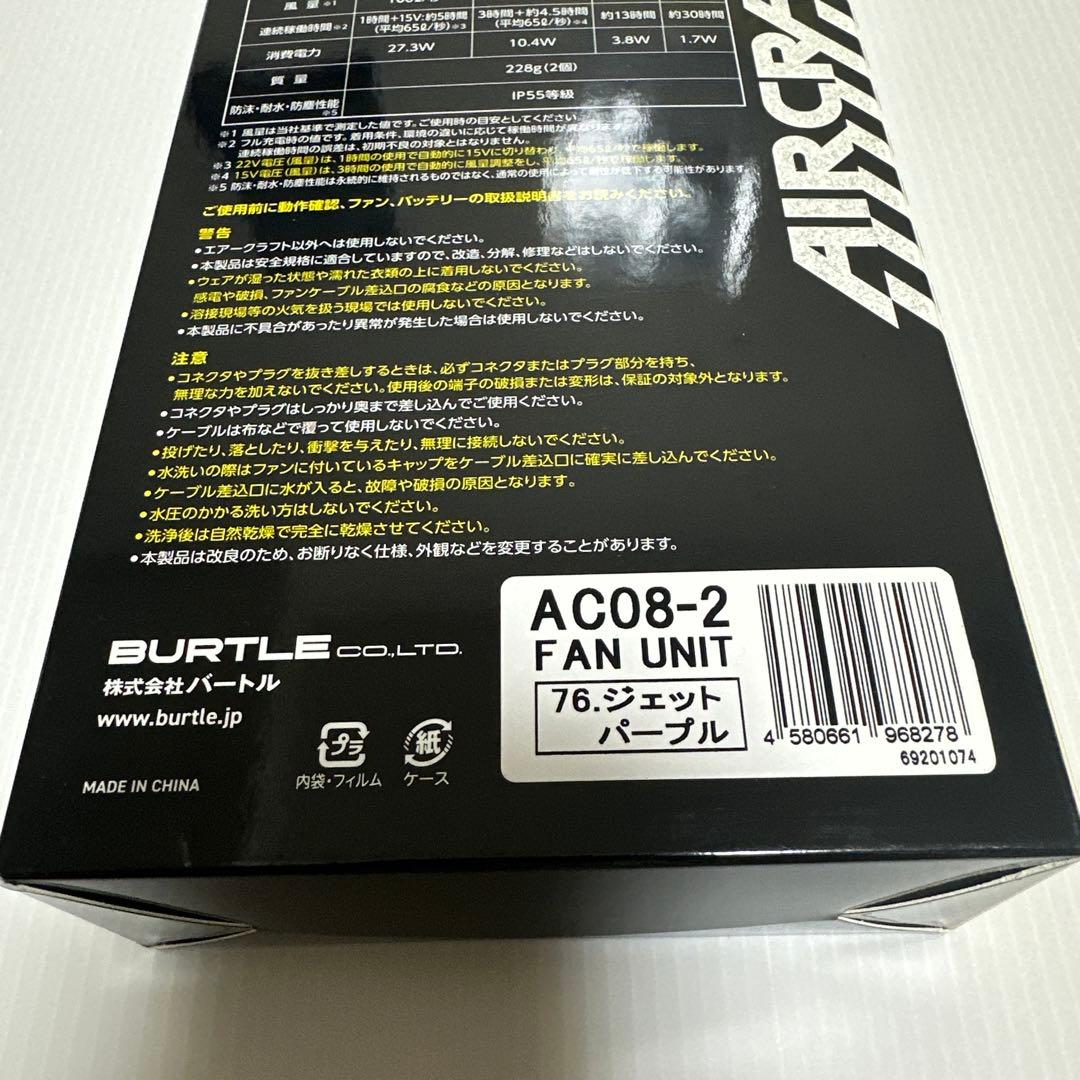 風量※1
連続稼働時間※2 1時間+15V:約5時間(平均65ℓ/秒)※3 3時間+約4.5時間(平均65ℓ/秒)※4 約13時間 約30時間
消費電力 27.3W 10.4W 3.8W 1.7W
質量 228g(2個)
防沫・耐水・防塵性能※5 IP55等級
※1 風量は当社基準で測定した値です。ご使用時の目安としてください。
※2 フル充電時の値です。着用条件、環境の違いに応じて稼働時間が異なります。
連続稼働時間の誤差は、初期不良の対象とはなりません。
※3 22V電圧(風量)は、1時間の使用で自動的に15Vに切り替わり、平均65ℓ/秒で稼働します。
※4 15V電圧(風量)は、3時間の使用で自動的に風量調整をし、平均65ℓ/秒で稼働します。
※5 防沫・耐水・防塵性能は永続的に維持されるものではなく、通常の使用によって耐性が低下する可能性があります。
ご使用前に動作確認、ファン、バッテリーの取扱説明書をお読みください。
警告
●エアークラフト以外へは使用しないでください。
●本製品は安全規格に適合していますので、改造、分解、修理などはしないでください。
●ウェアが湿った状態や濡れた衣類の上に着用しないでください。
感電や破損、ファンケーブル差込口の腐食などの原因となります。
●溶接現場等の火気を扱う現場では使用しないでください。
●本製品に不具合があったり異常が発生した場合は使用しないでください。
注意
●コネクタやプラグを抜き差しするときは、必ずコネクタまたはプラグ部分を持ち、
無理な力を加えないでください。使用後の端子の破損または変形は、保証の対象外となります。
●コネクタやプラグはしっかり奥まで差し込んでご使用ください。
●ケーブルは布などで覆って使用しないでください。
●投げたり、落としたり、衝撃を与えたり、無理に接続しないでください。
●水洗いの際はファンに付いているキャップをケーブル差込口に確実に差し込んでください。
●ケーブル差込口に水が入ると、故障や破損の原因となります。
●水圧のかかる洗い方はしないでください。
●洗浄後は自然乾燥で完全に乾燥させてください。
●本製品は改良のため、お断りなく仕様、外観などを変更することがあります。
BURTLE CO.,LTD.
株式会社バートル
www.burtle.jp
MADE IN CHINA
プラ
内袋・フィルム
紙
ケース
AC08-2
FAN UNIT
76.ジェット
パープル
4 580661 968278
69201074